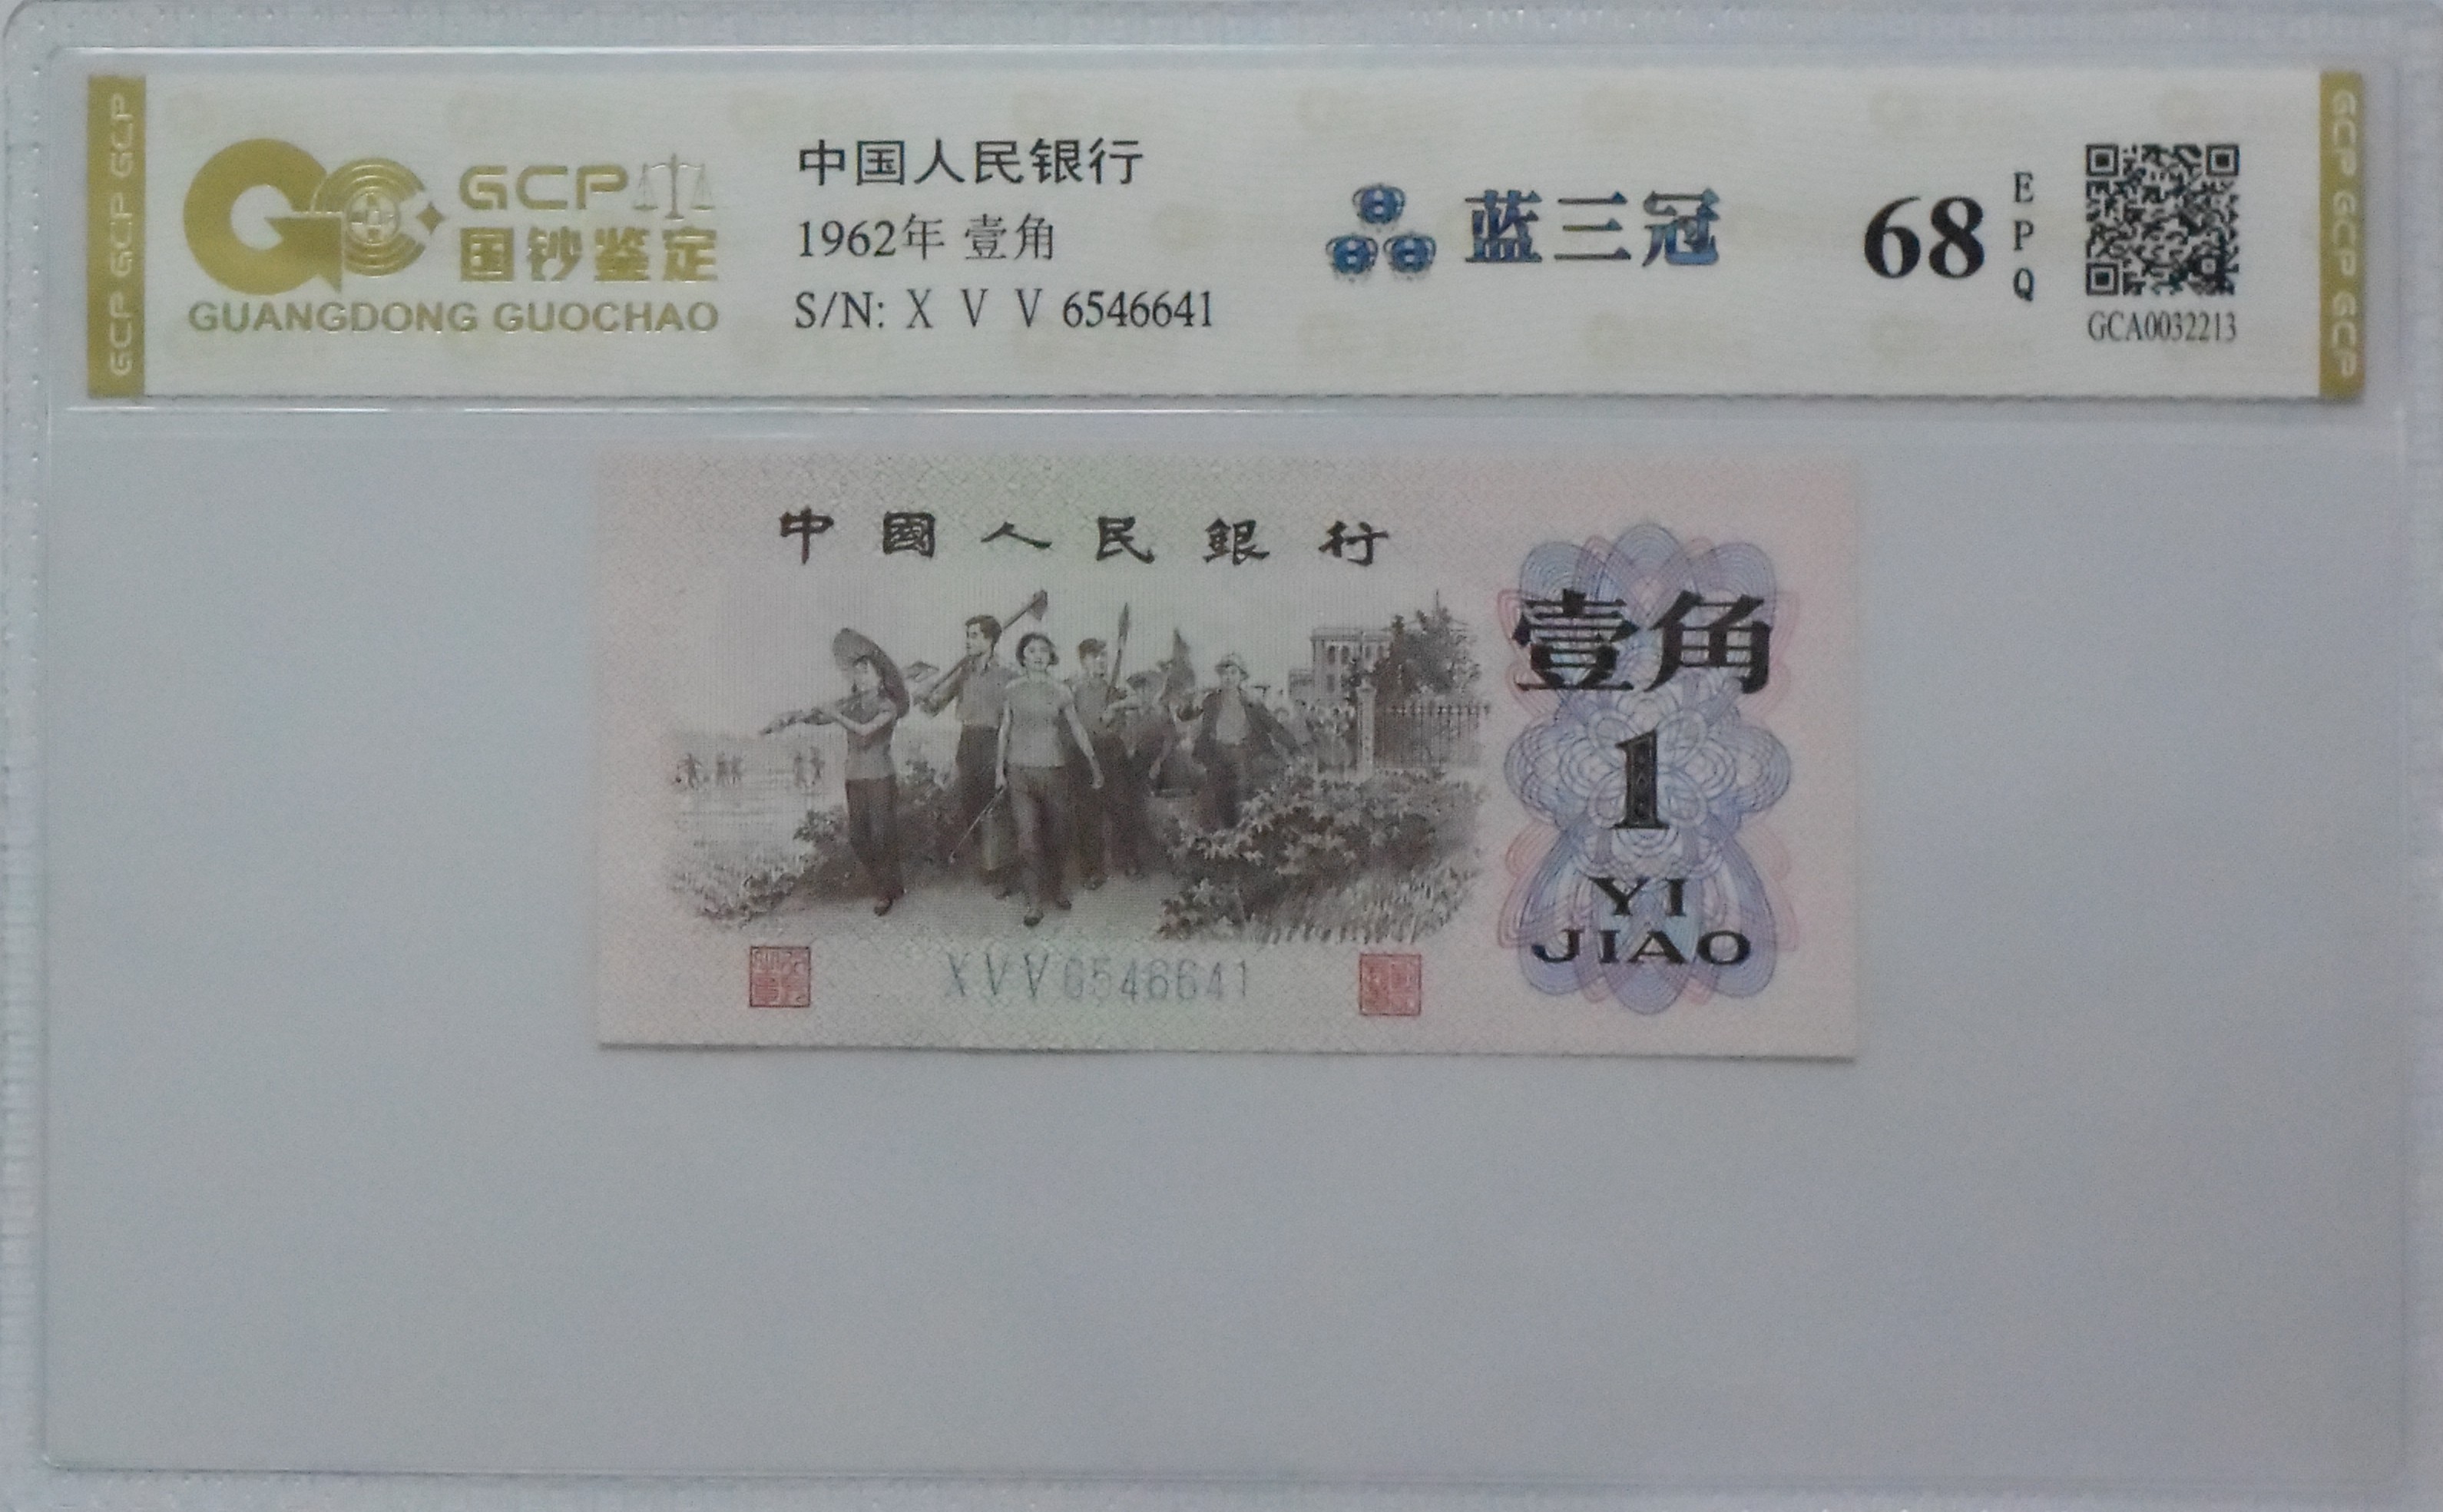 GCP GCP GCP
GCP
国钞鉴定
GUANGDONG GUOCHAO
中国人民银行
1962年 壹角
S/N: X V V 6546641
蓝三冠
68
EPQ
GCA0032213
GCP GCP GCP
中國人民銀行
壹角
1
YI
JIAO
XVV6546641